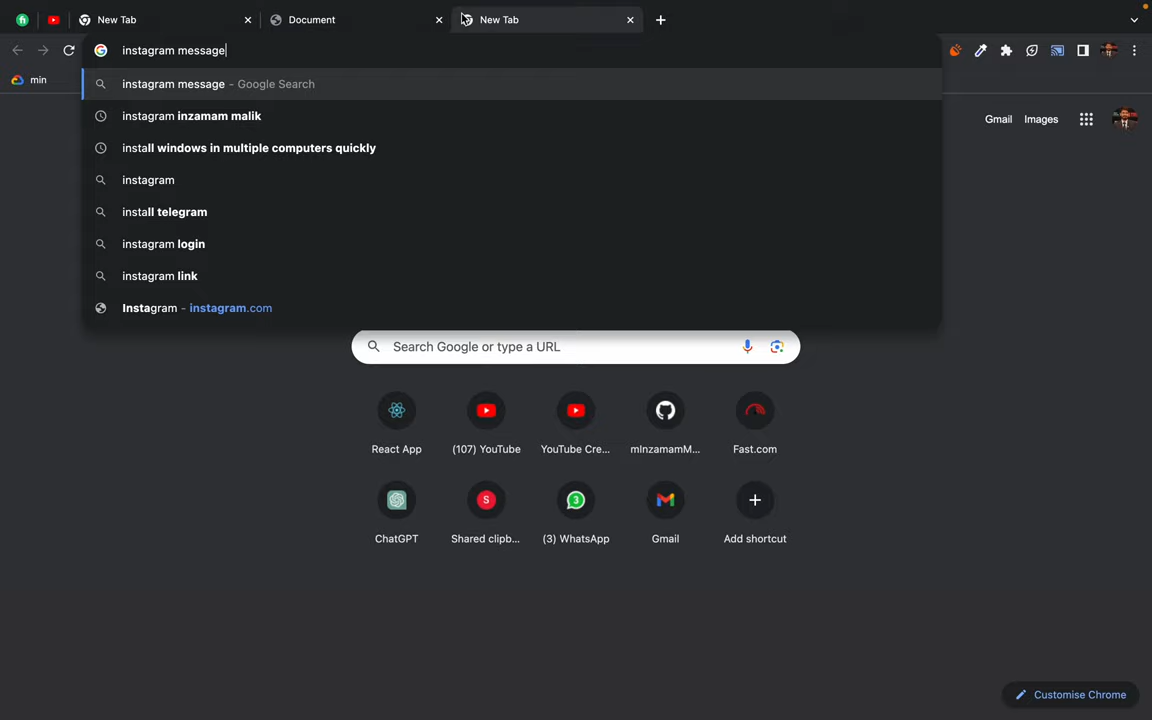 New Tab
Document
New Tab
instagram message
min
instagram message - Google Search
instagram inzamam malik
install windows in multiple computers quickly
instagram
install telegram
instagram login
instagram link
Instagram - instagram.com
Gmail
Images
Search Google or type a URL
React App
(107) YouTube
YouTube Cre...
mInzamamM...
Fast.com
S
3
ChatGPT
Shared clipb...
(3) WhatsApp
Gmail
Add shortcut
Customise Chrome